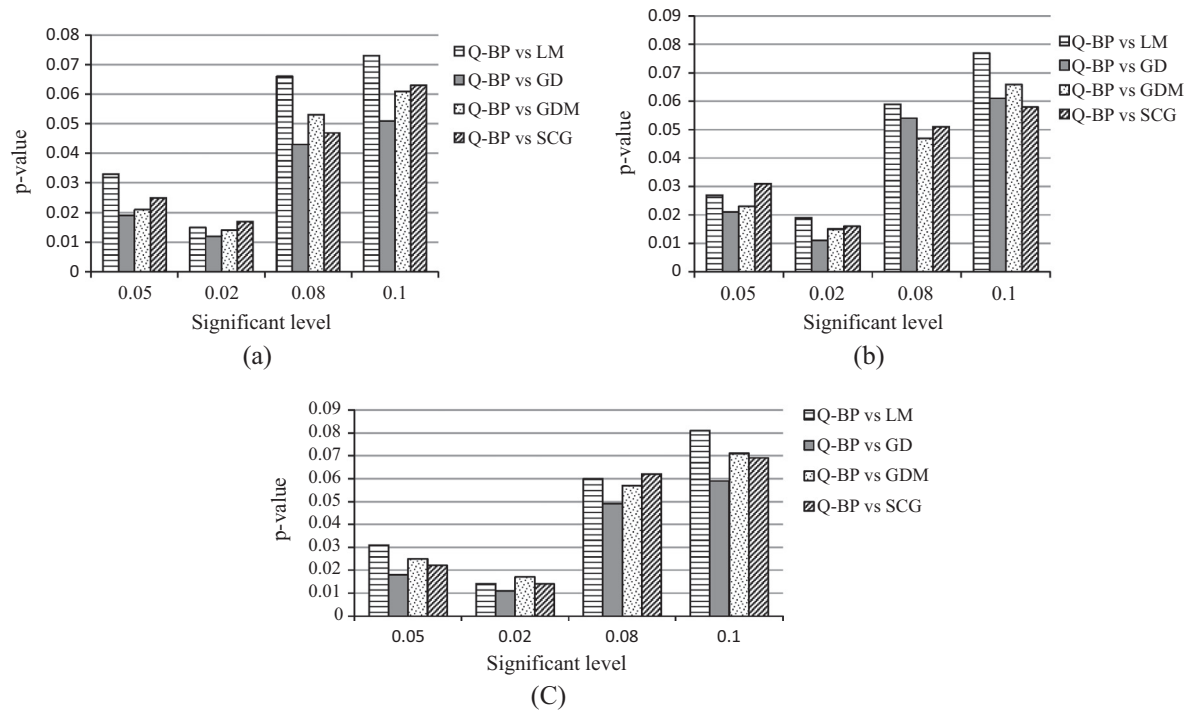 0.08
0.07
0.06
0.05
0.04
0.03
0.02
0.01
0
p-value
0.05 0.02 0.08 0.1
Significant level
Q-BP vs LM
Q-BP vs GD
Q-BP vs GDM
Q-BP vs SCG
(a)
0.09
0.08
0.07
0.06
0.05
0.04
0.03
0.02
0.01
0
p-value
0.05 0.02 0.08 0.1
Significant level
Q-BP vs LM
Q-BP vs GD
Q-BP vs GDM
Q-BP vs SCG
(b)
0.09
0.08
0.07
0.06
0.05
0.04
0.03
0.02
0.01
0
p-value
0.05 0.02 0.08 0.1
Significant level
Q-BP vs LM
Q-BP vs GD
Q-BP vs GDM
Q-BP vs SCG
(C)